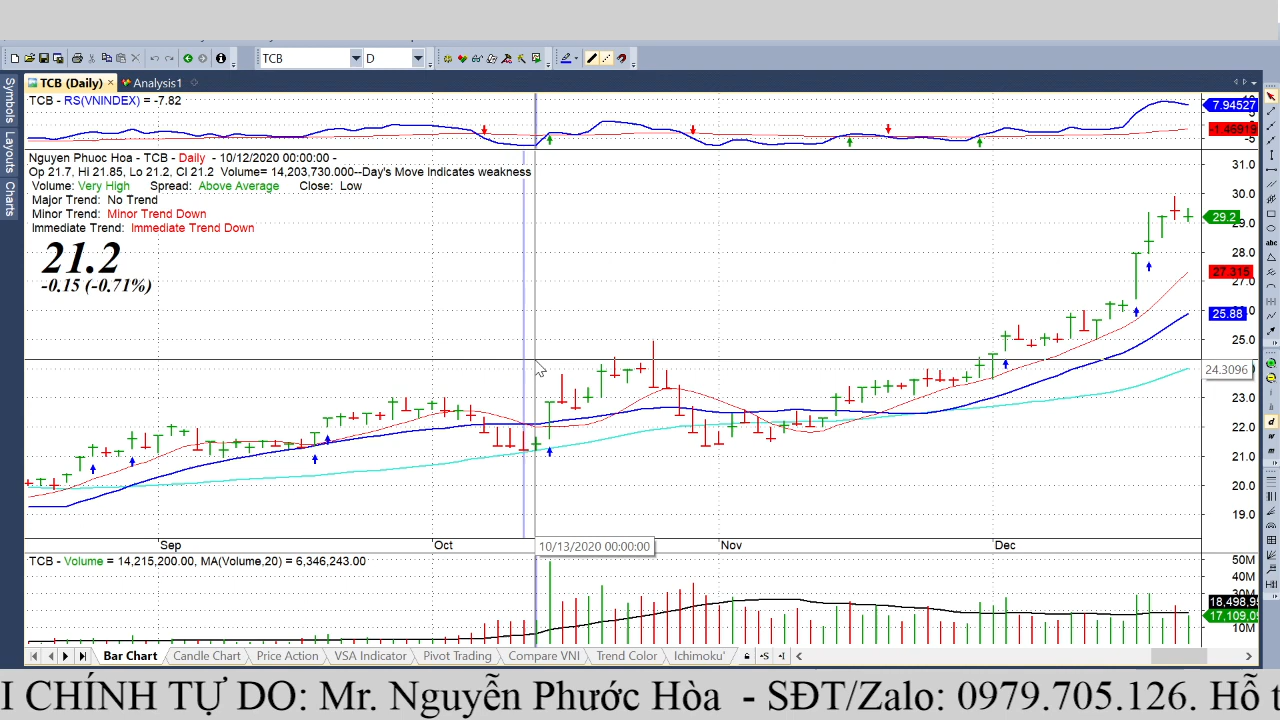 TCB D
TCB (Daily) × Analysis1
Symbols
Layouts
Charts
TCB - RS(VNINDEX) = -7.82
7.94527
-1.46919
-5
Nguyen Phuoc Hoa - TCB - Daily - 10/12/2020 00:00:00 -
Op 21.7, Hi 21.85, Lo 21.2, Cl 21.2 Volume= 14,203,730.000--Day's Move Indicates weakness
Volume: Very High Spread: Above Average Close: Low
Major Trend: No Trend
Minor Trend: Minor Trend Down
Immediate Trend: Immediate Trend Down
21.2
-0.15 (-0.71%)
31.0
30.0
29.2
29.0
28.0
27.315
27.0
25.88
25.0
24.3096
23.0
22.0
21.0
20.0
19.0
Sep Oct 10/13/2020 00:00:00 Nov Dec
TCB - Volume = 14,215,200.00, MA(Volume,20) = 6,346,243.00
50M
40M
30M
18,498,9
17,109,0
10M
Bar Chart Candle Chart Price Action VSA Indicator Pivot Trading Compare VNI Trend Color Ichimoku'
I CHÍNH TỰ DO: Mr. Nguyễn Phước Hòa - SĐT/Zalo: 0979.705.126. Hỗ t